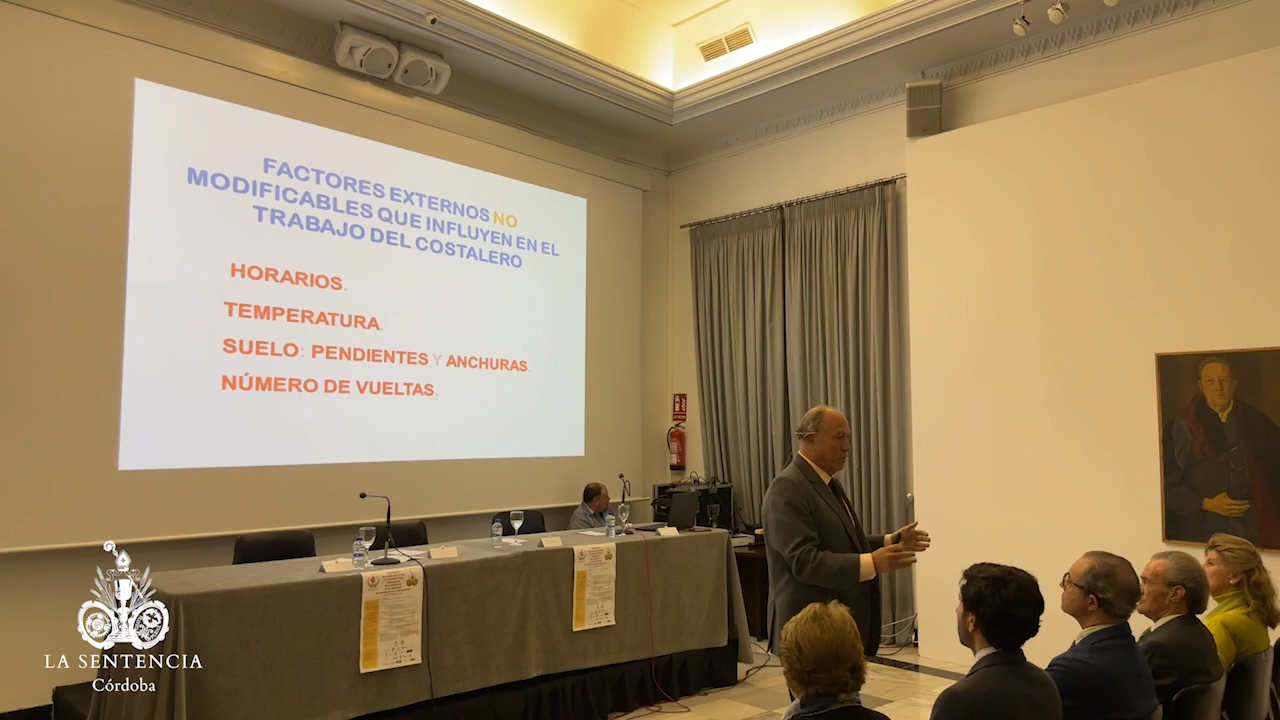 FACTORES EXTERNOS NO
MODIFICABLES QUE INFLUYEN EN EL
TRABAJO DEL COSTALERO
HORARIOS.
TEMPERATURA.
SUELO: PENDIENTES Y ANCHURAS.
NÚMERO DE VUELTAS.
LA SENTENCIA
Córdoba